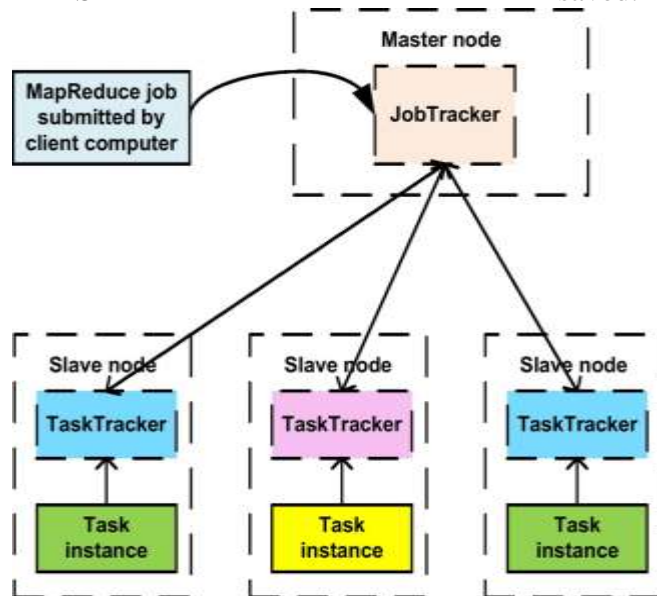 Master node
MapReduce job
submitted by
client computer
JobTracker
Slave node
Slave node
Slave node
TaskTracker
TaskTracker
TaskTracker
Task
instance
Task
instance
Task
instance